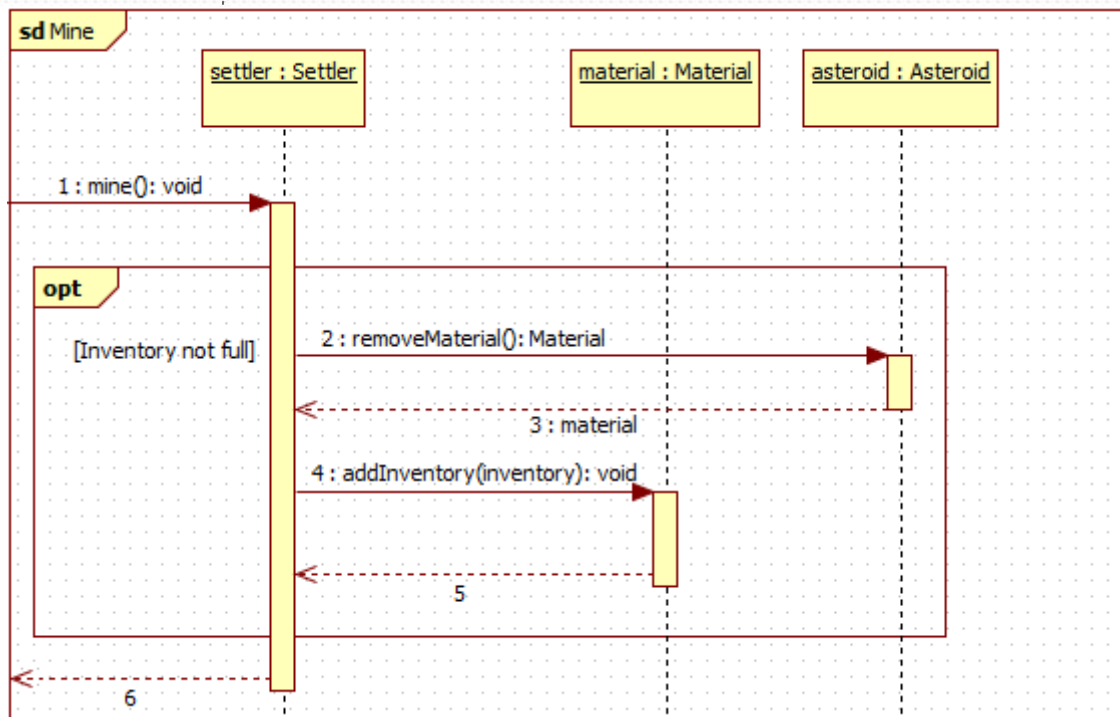 sd Mine
settler : Settler
material : Material
asteroid : Asteroid
1 : mine(): void
opt
[Inventory not full]
2 : removeMaterial(): Material
3 : material
4 : addInventory(inventory): void
5
6